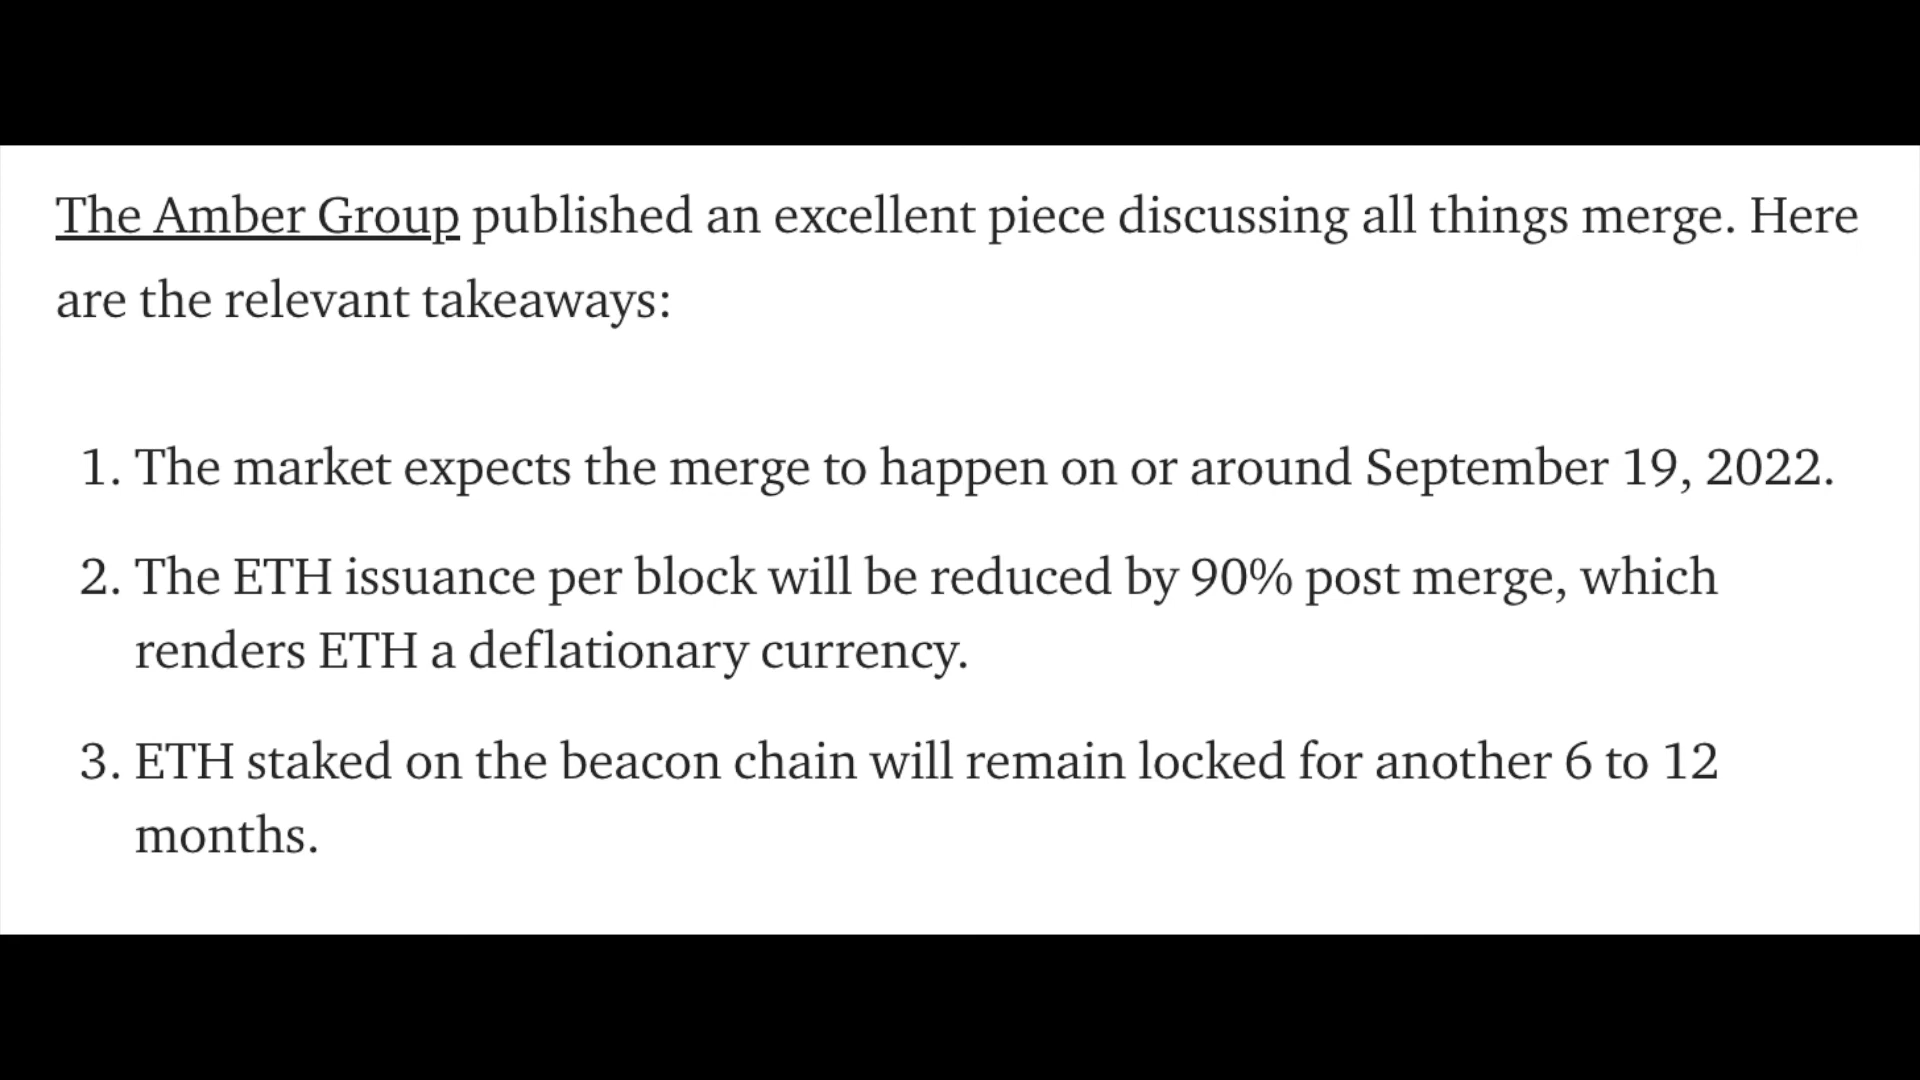 The Amber Group published an excellent piece discussing all things merge. Here
are the relevant takeaways:
1. The market expects the merge to happen on or around September 19, 2022.
2. The ETH issuance per block will be reduced by 90% post merge, which
renders ETH a deflationary currency.
3. ETH staked on the beacon chain will remain locked for another 6 to 12
months.